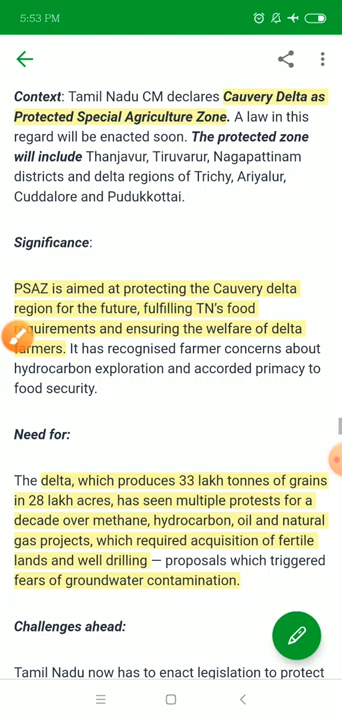 5:53 PM
Context: Tamil Nadu CM declares Cauvery Delta as
Protected Special Agriculture Zone. A law in this
regard will be enacted soon. The protected zone
will include Thanjavur, Tiruvarur, Nagapattinam
districts and delta regions of Trichy, Ariyalur,
Cuddalore and Pudukkottai.
Significance:
PSAZ is aimed at protecting the Cauvery delta
region for the future, fulfilling TN’s food
requirements and ensuring the welfare of delta
farmers. It has recognised farmer concerns about
hydrocarbon exploration and accorded primacy to
food security.
Need for:
The delta, which produces 33 lakh tonnes of grains
in 28 lakh acres, has seen multiple protests for a
decade over methane, hydrocarbon, oil and natural
gas projects, which required acquisition of fertile
lands and well drilling — proposals which triggered
fears of groundwater contamination.
Challenges ahead:
Tamil Nadu now has to enact legislation to protect